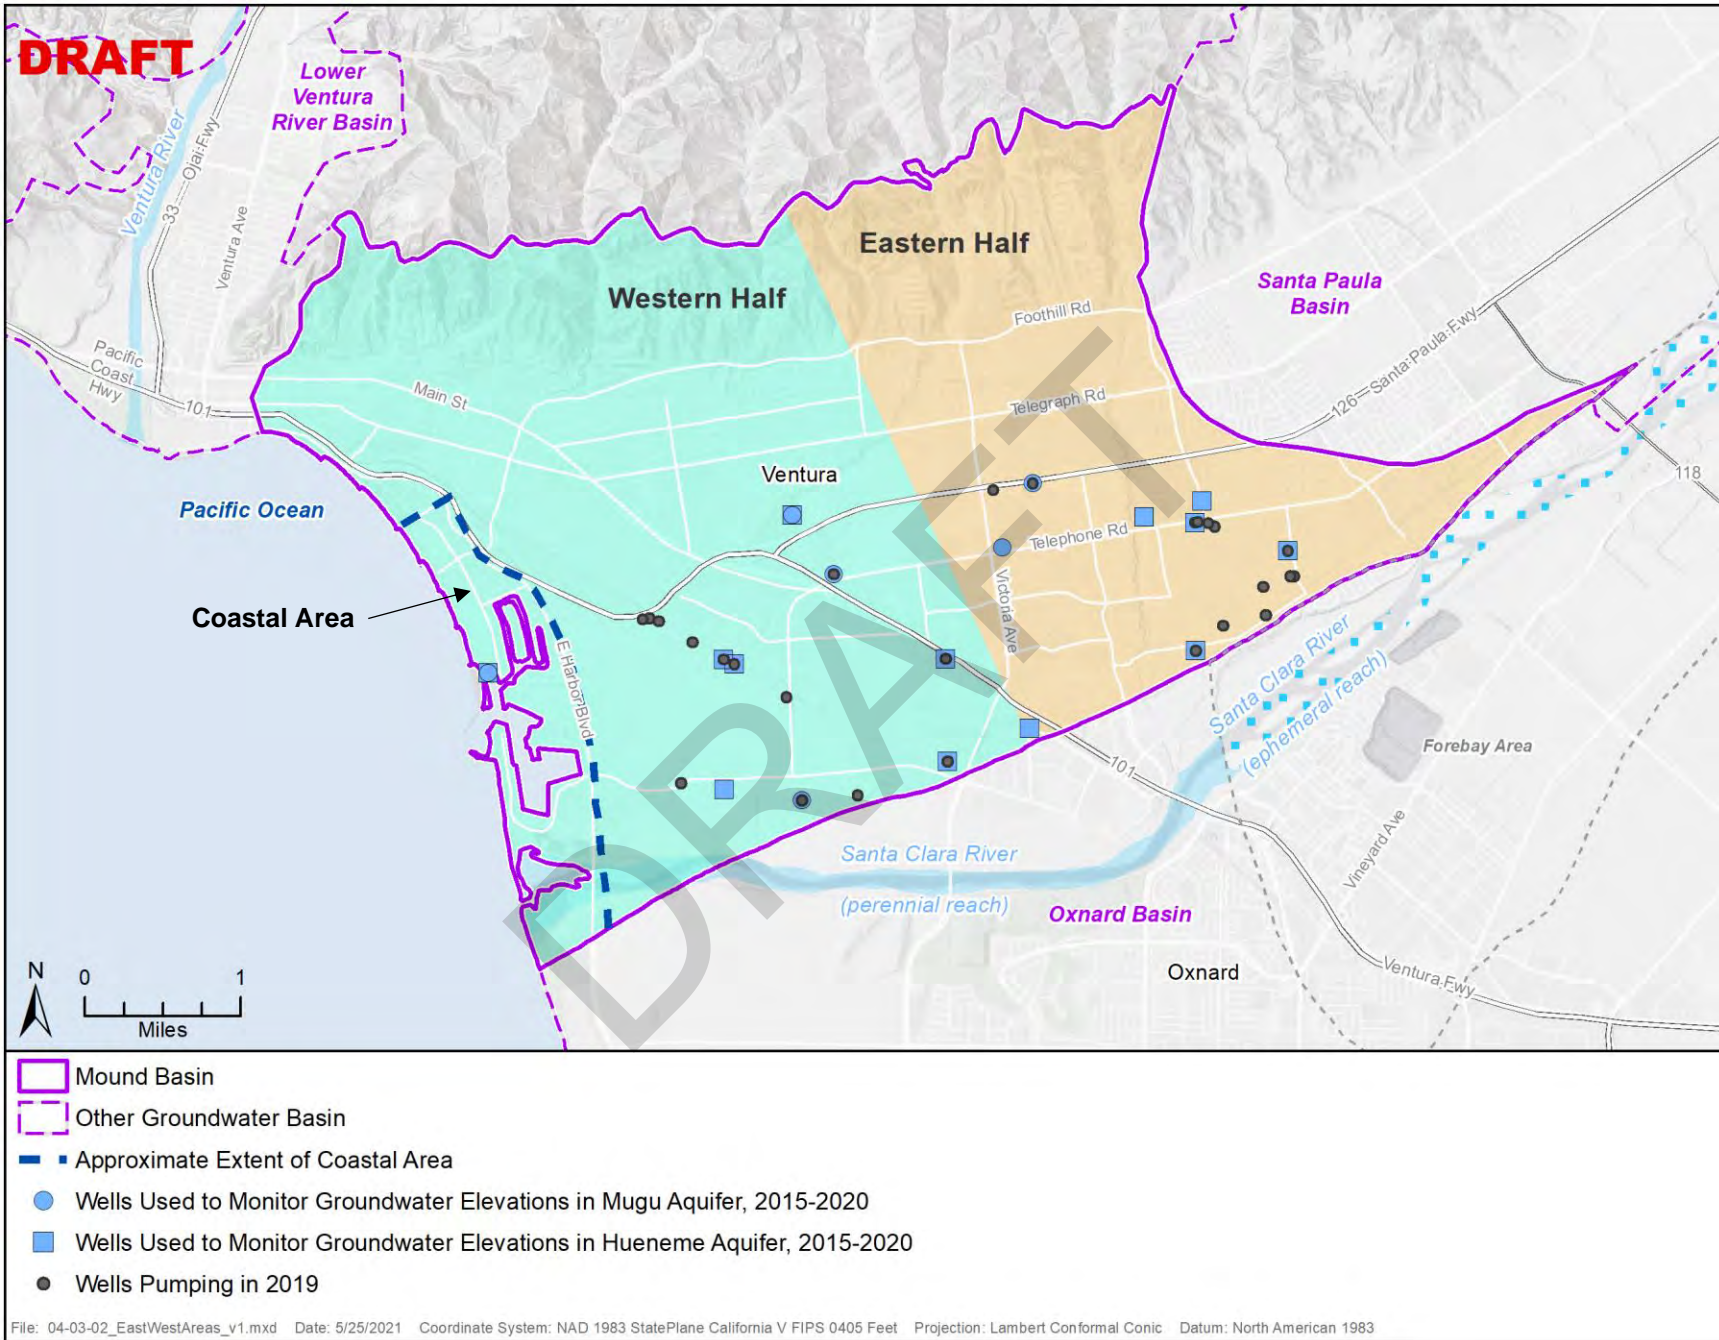 DRAFT
Lower
Ventura
River Basin
Ventura River
33
Ojai Fwy
Ventura Ave
Eastern Half
Western Half
Santa Paula
Basin
Foothill Rd
Pacific
Coast
Hwy
101
Main St
Telegraph Rd
126
Santa Paula Fwy
118
Ventura
Pacific Ocean
Telephone Rd
Victoria Ave
Coastal Area
E Harbor Blvd
Santa Clara River
(ephemeral reach)
Forebay Area
101
Vineyard Ave
Santa Clara River
(perennial reach)
Oxnard Basin
Oxnard
Ventura Fwy
DRAFT
N
0 1
Miles
Mound Basin
Other Groundwater Basin
Approximate Extent of Coastal Area
Wells Used to Monitor Groundwater Elevations in Mugu Aquifer, 2015-2020
Wells Used to Monitor Groundwater Elevations in Hueneme Aquifer, 2015-2020
Wells Pumping in 2019
File: 04-03-02_EastWestAreas_v1.mxd Date: 5/25/2021 Coordinate System: NAD 1983 StatePlane California V FIPS 0405 Feet Projection: Lambert Conformal Conic Datum: North American 1983